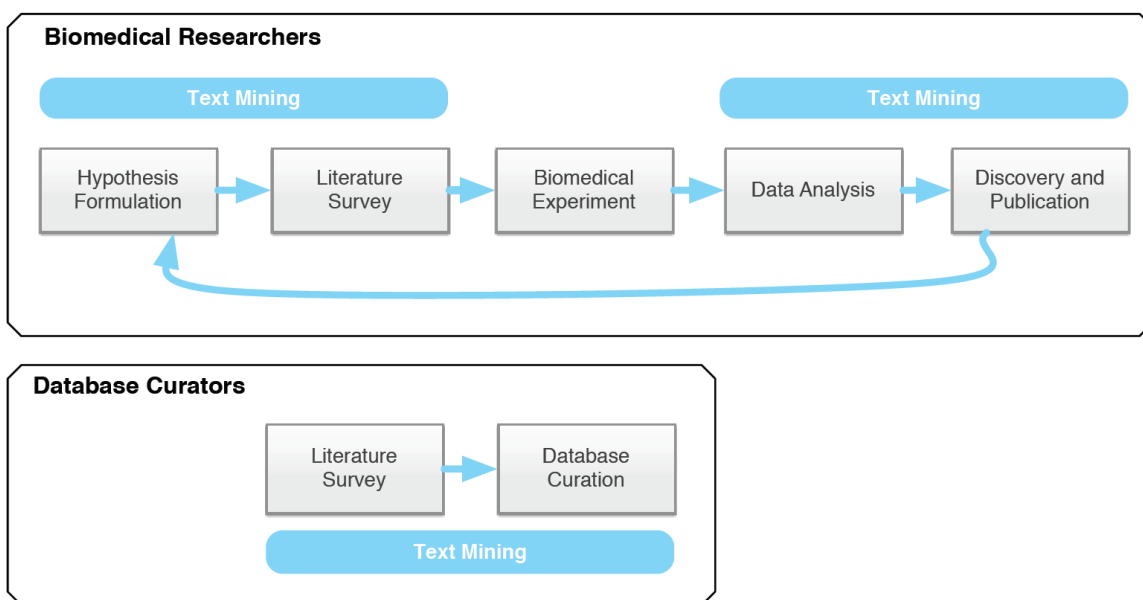 Biomedical Researchers
Text Mining
Text Mining
Hypothesis
Formulation
Literature
Survey
Biomedical
Experiment
Data Analysis
Discovery and
Publication
Database Curators
Literature
Survey
Database
Curation
Text Mining